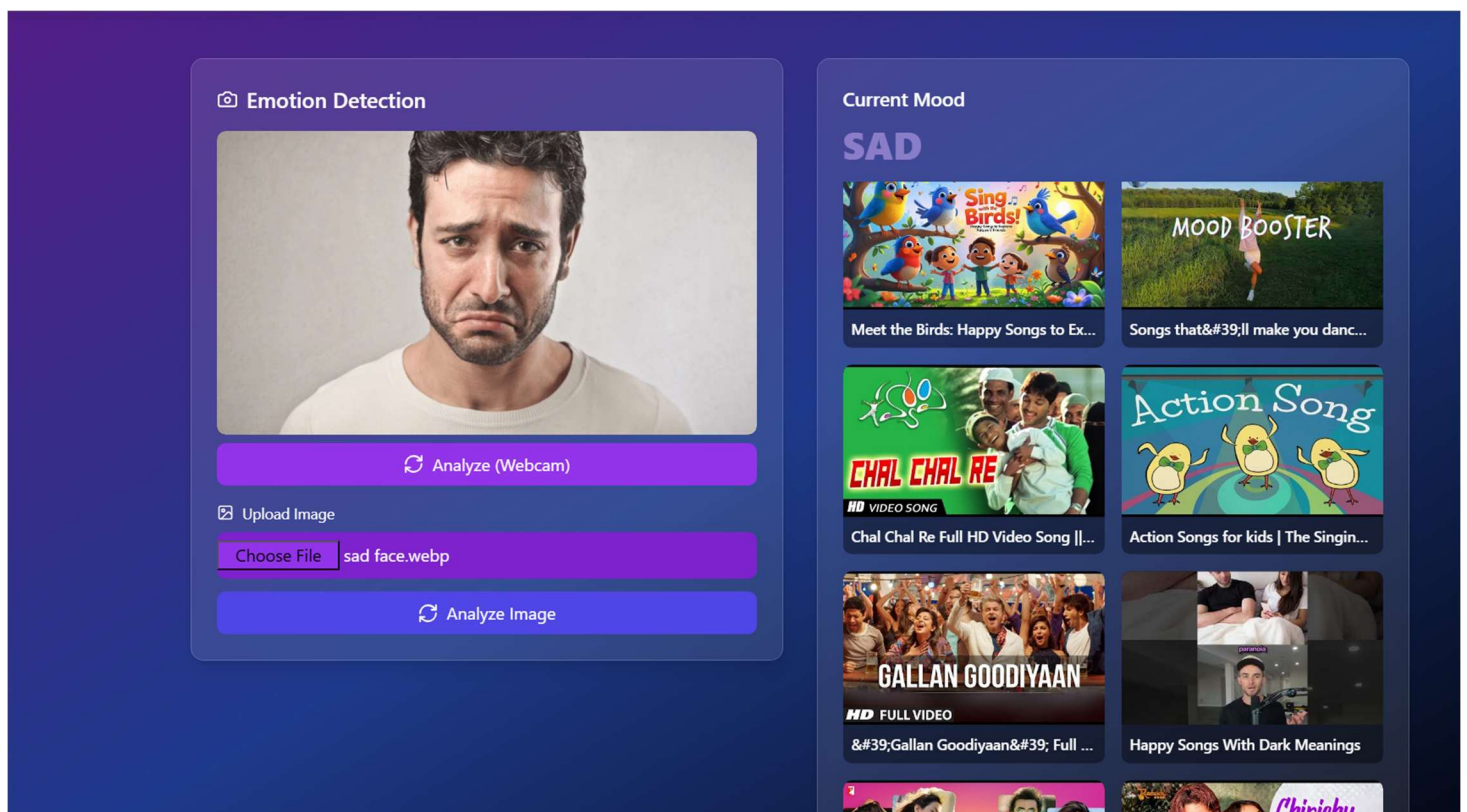 Emotion Detection
Analyze (Webcam)
Upload Image
Choose File sad face.webp
Analyze Image
Current Mood
SAD
Sing
with the
Birds!
Meet the Birds: Happy Songs to Ex...
MOOD BOOSTER
Songs that&#39;ll make you danc...
CHAL CHAL RE
HD VIDEO SONG
Chal Chal Re Full HD Video Song ||...
Action Song
Action Songs for kids | The Singin...
GALLAN GOODIYAAN
HD FULL VIDEO
&#39;Gallan Goodiyaan&#39; Full ...
paranoia
Happy Songs With Dark Meanings